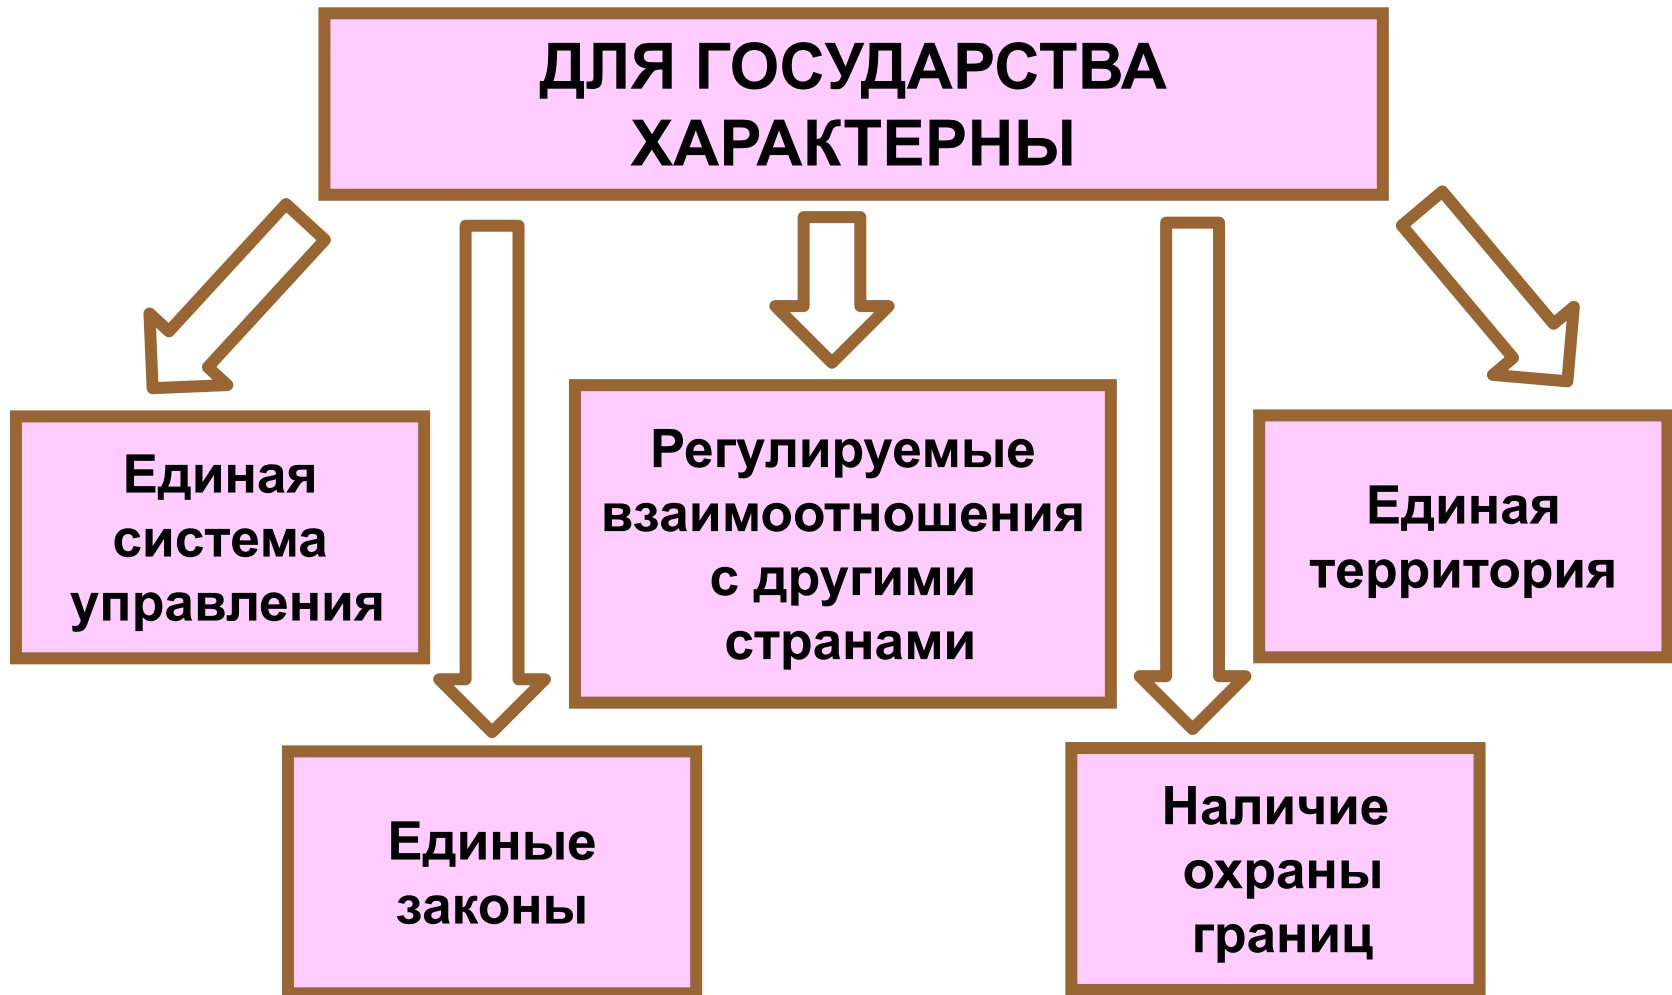 ДЛЯ ГОСУДАРСТВА
ХАРАКТЕРНЫ
Единая
система
управления
Регулируемые
взаимоотношения
с другими
странами
Единая
территория
Единые
законы
Наличие
охраны
границ